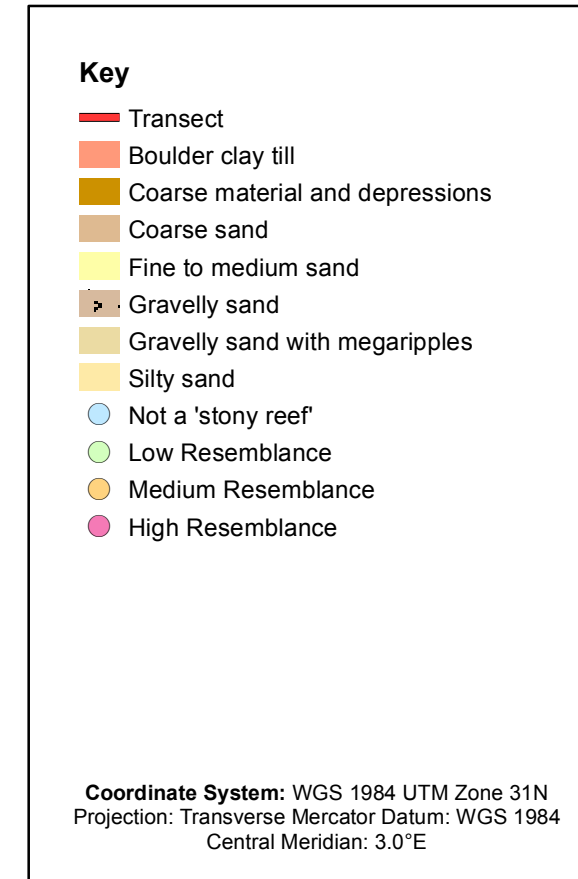 Key
Transect
Boulder clay till
Coarse material and depressions
Coarse sand
Fine to medium sand
Gravelly sand
Gravelly sand with megaripples
Silty sand
Not a 'stony reef'
Low Resemblance
Medium Resemblance
High Resemblance
Coordinate System: WGS 1984 UTM Zone 31N
Projection: Transverse Mercator Datum: WGS 1984
Central Meridian: 3.0°E